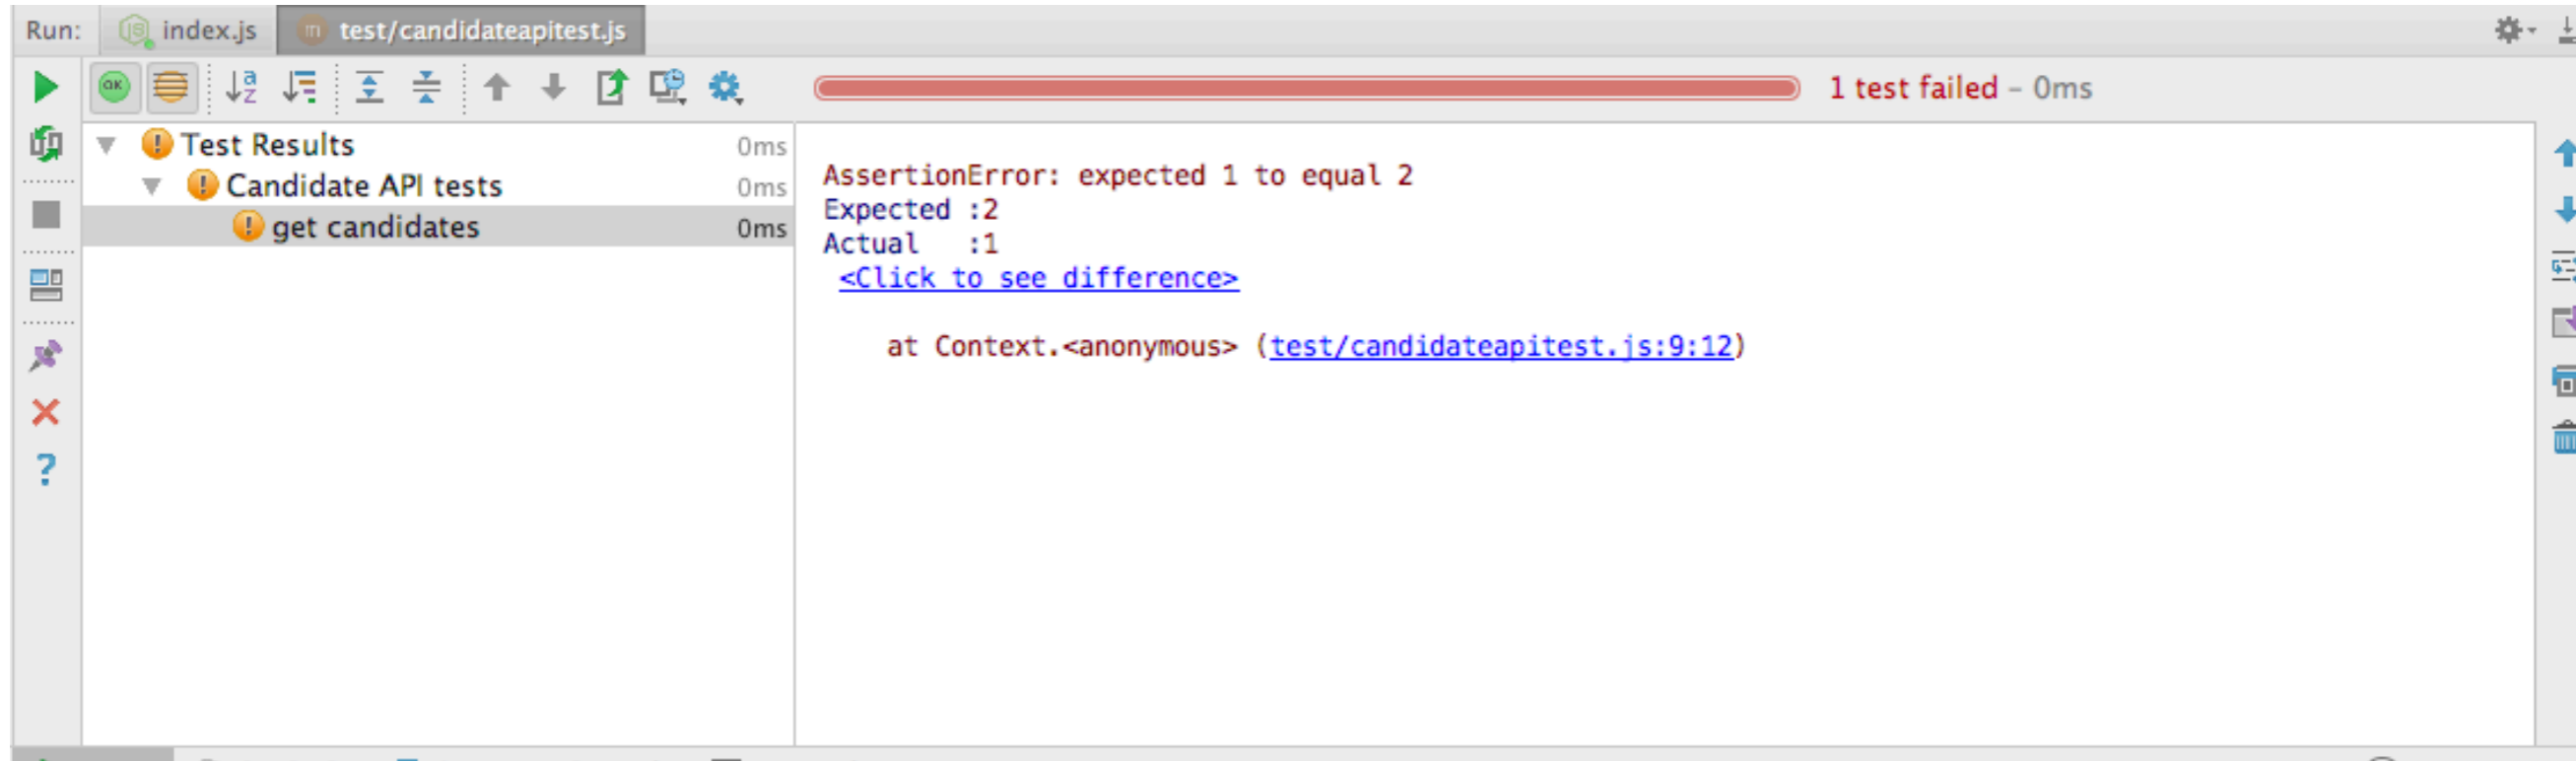 Run: index.js test/candidateapitest.js
1 test failed – 0ms
Test Results 0ms
Candidate API tests 0ms
get candidates 0ms
AssertionError: expected 1 to equal 2
Expected :2
Actual :1
<Click to see difference>
at Context.<anonymous> (test/candidateapitest.js:9:12)